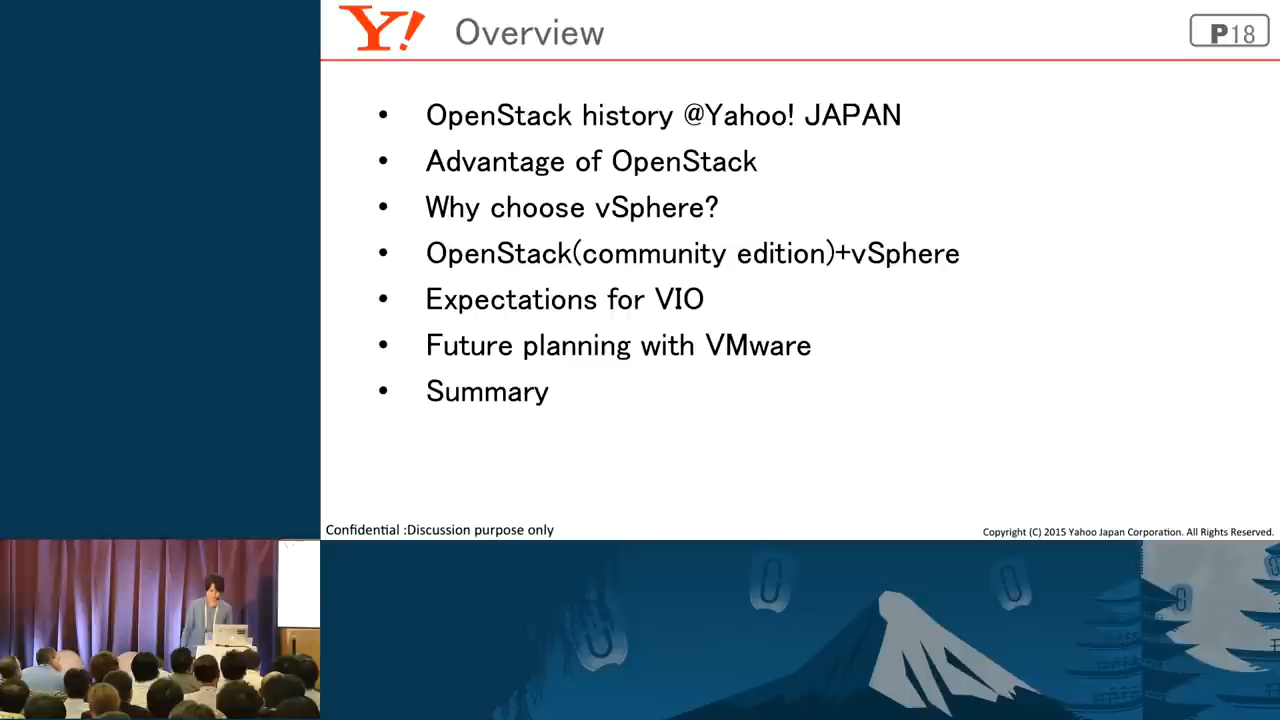 Y! Overview
P18
• OpenStack history @Yahoo! JAPAN
• Advantage of OpenStack
• Why choose vSphere?
• OpenStack(community edition)+vSphere
• Expectations for VIO
• Future planning with VMware
• Summary
Confidential :Discussion purpose only
Copyright (C) 2015 Yahoo Japan Corporation. All Rights Reserved.